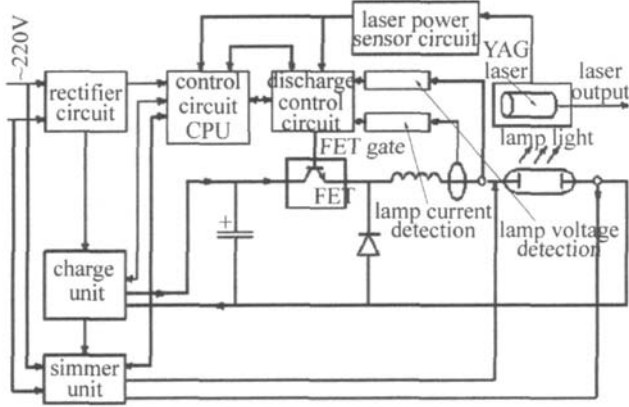 ~220V
rectifier
circuit
control
circuit
CPU
discharge
control
circuit
laser power
sensor circuit
YAG
laser
laser
output
lamp light
FET gate
FET
lamp current
detection
lamp voltage
detection
+
charge
unit
simmer
unit